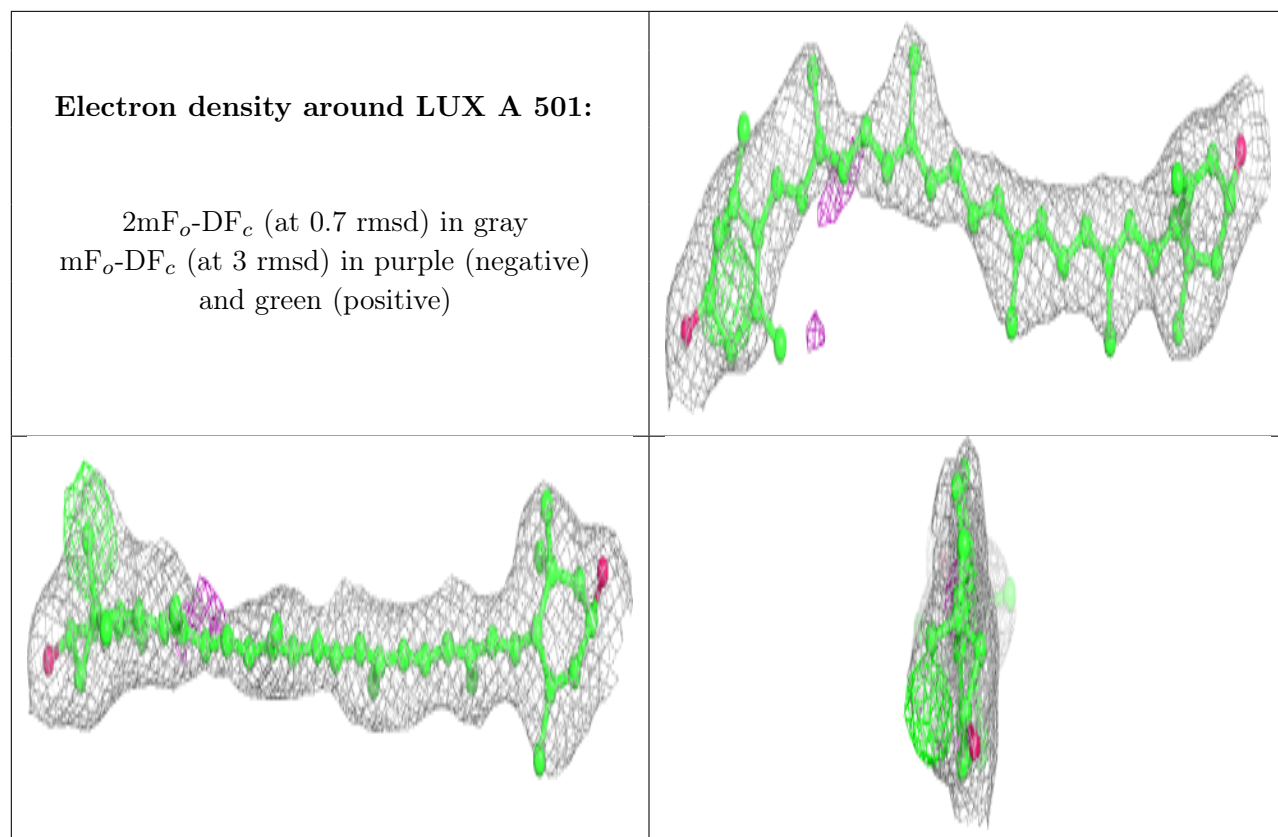 Electron density around LUX A 501:
2mFₒ-DF𝒸 (at 0.7 rmsd) in gray
mFₒ-DF𝒸 (at 3 rmsd) in purple (negative)
and green (positive)